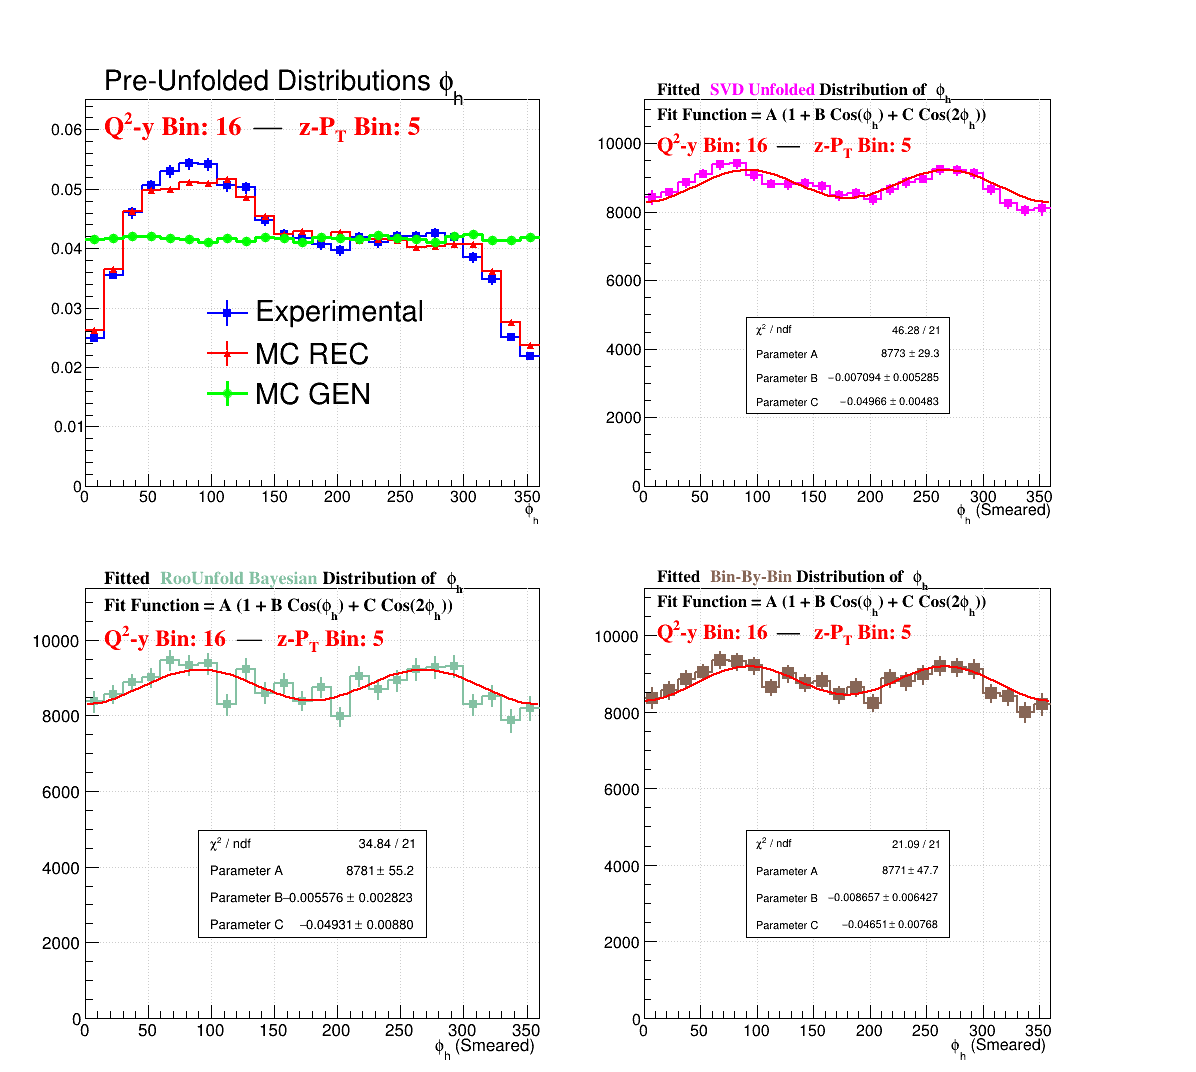 Pre-Unfolded Distributions ϕh
Q²-y Bin: 16 — z-PT Bin: 5
0.06
0.05
0.04
0.03
0.02
0.01
0
Experimental
MC REC
MC GEN
0 50 100 150 200 250 300 350
ϕh
Fitted SVD Unfolded Distribution of ϕh
Fit Function = A (1 + B Cos(ϕh) + C Cos(2ϕh))
Q²-y Bin: 16 — z-PT Bin: 5
10000
8000
6000
4000
2000
0
χ² / ndf 46.28 / 21
Parameter A 8773 ± 29.3
Parameter B −0.007094 ± 0.005285
Parameter C −0.04966 ± 0.00483
0 50 100 150 200 250 300 350
ϕh (Smeared)
Fitted RooUnfold Bayesian Distribution of ϕh
Fit Function = A (1 + B Cos(ϕh) + C Cos(2ϕh))
Q²-y Bin: 16 — z-PT Bin: 5
10000
8000
6000
4000
2000
0
χ² / ndf 34.84 / 21
Parameter A 8781 ± 55.2
Parameter B −0.005576 ± 0.002823
Parameter C −0.04931 ± 0.00880
0 50 100 150 200 250 300 350
ϕh (Smeared)
Fitted Bin-By-Bin Distribution of ϕh
Fit Function = A (1 + B Cos(ϕh) + C Cos(2ϕh))
Q²-y Bin: 16 — z-PT Bin: 5
10000
8000
6000
4000
2000
0
χ² / ndf 21.09 / 21
Parameter A 8771 ± 47.7
Parameter B −0.008657 ± 0.006427
Parameter C −0.04651 ± 0.00768
0 50 100 150 200 250 300 350
ϕh (Smeared)